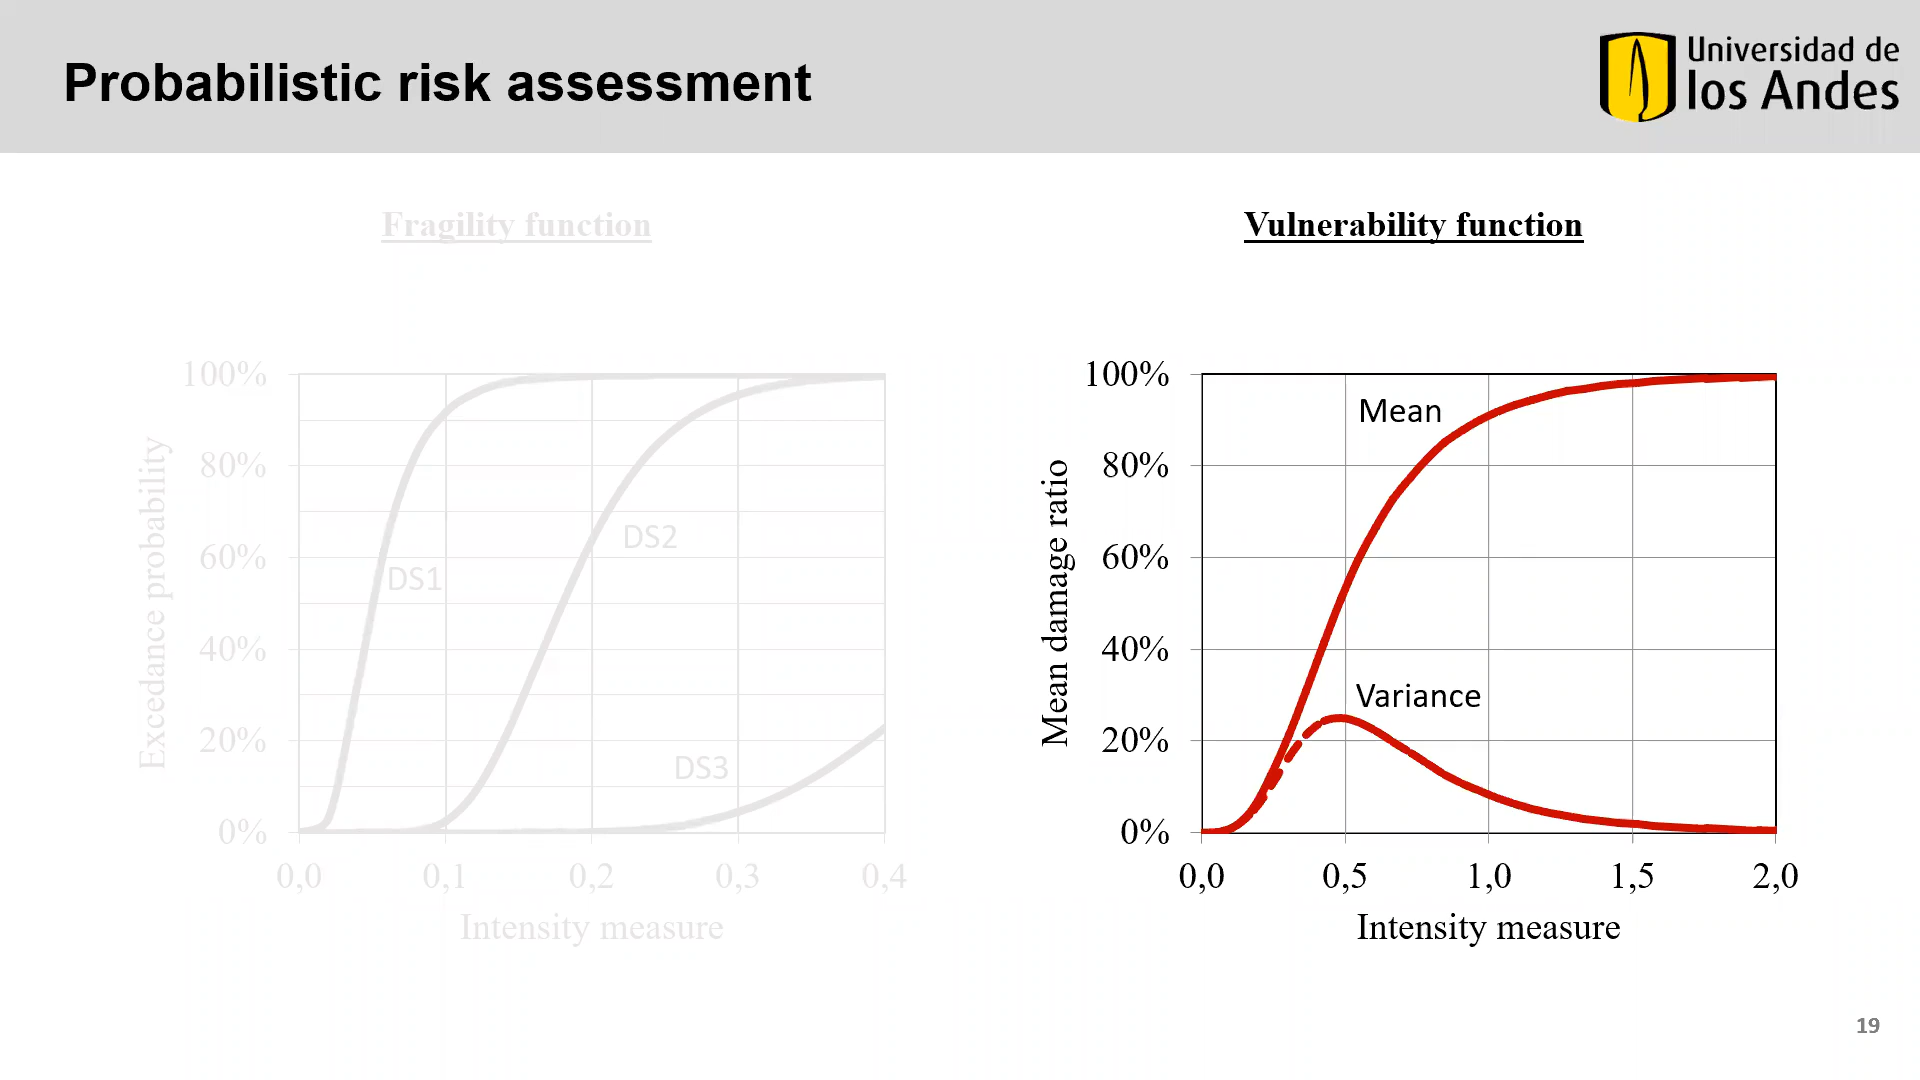 Probabilistic risk assessment
Universidad de
los Andes
Fragility function
Excedance probability
100%
80%
60%
40%
20%
0%
DS1
DS2
DS3
0,0
0,1
0,2
0,3
0,4
Intensity measure
Vulnerability function
Mean damage ratio
100%
80%
60%
40%
20%
0%
Mean
Variance
0,0
0,5
1,0
1,5
2,0
Intensity measure
19